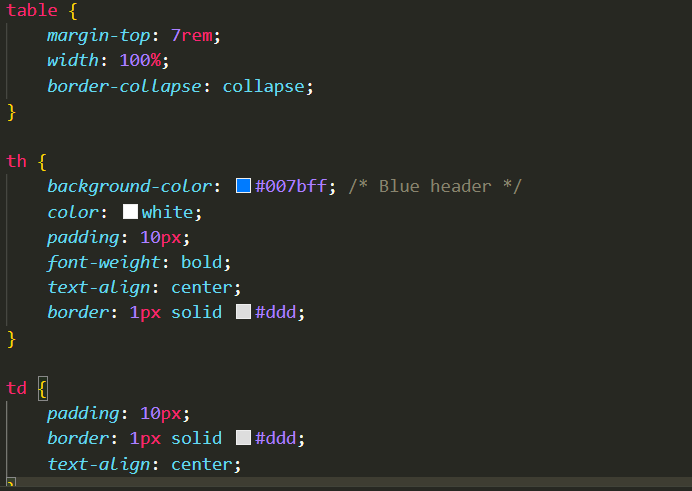 table {
    margin-top: 7rem;
    width: 100%;
    border-collapse: collapse;
}

th {
    background-color: #007bff; /* Blue header */
    color: white;
    padding: 10px;
    font-weight: bold;
    text-align: center;
    border: 1px solid #ddd;
}

td {
    padding: 10px;
    border: 1px solid #ddd;
    text-align: center;
}